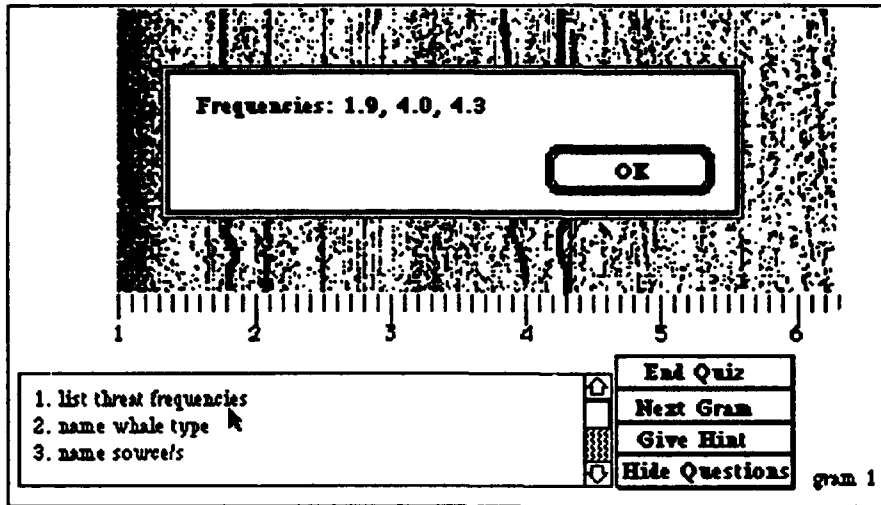 Frequencies: 1.9, 4.0, 4.3
OK
1 2 3 4 5 6
1. list threat frequencies
2. name whale type
3. name source/s
End Quiz
Next Gram
Give Hint
Hide Questions
gram 1